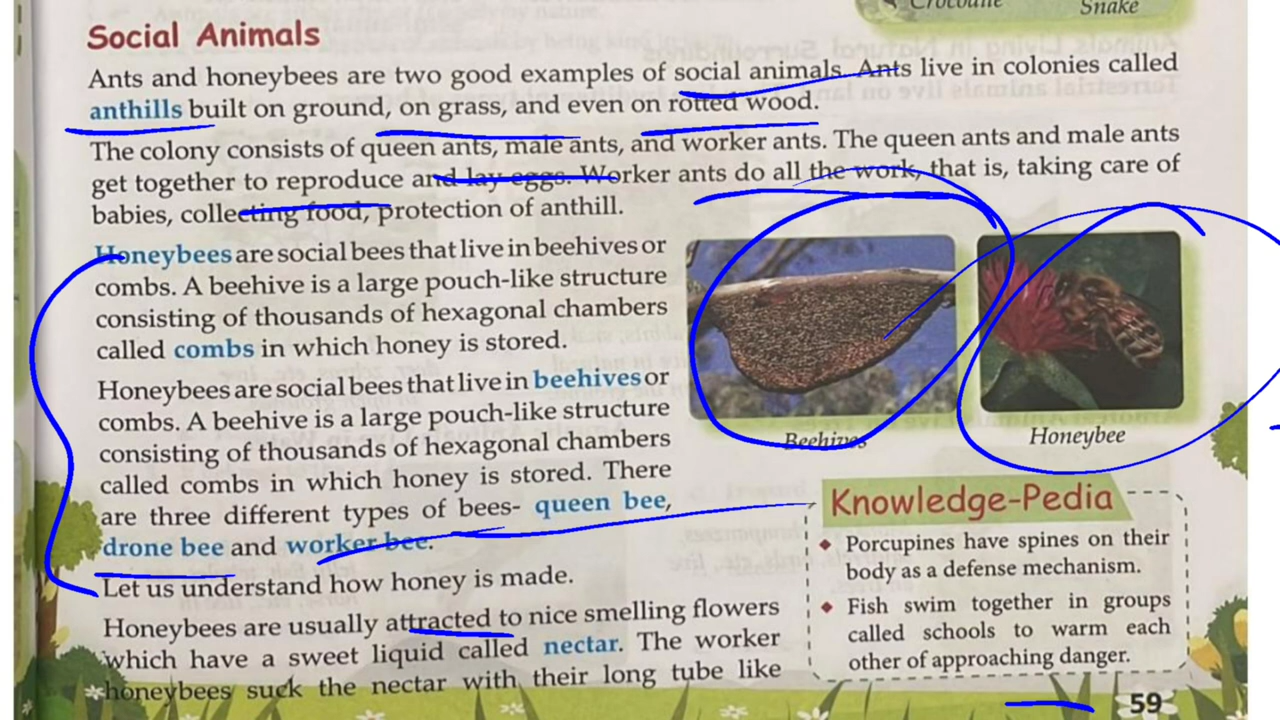 Crocodile Snake
Social Animals
Ants and honeybees are two good examples of social animals. Ants live in colonies called
anthills built on ground, on grass, and even on rotted wood.
The colony consists of queen ants, male ants, and worker ants. The queen ants and male ants
get together to reproduce and lay eggs. Worker ants do all the work, that is, taking care of
babies, collecting food, protection of anthill.
Honeybees are social bees that live in beehives or
combs. A beehive is a large pouch-like structure
consisting of thousands of hexagonal chambers
called combs in which honey is stored.
Honeybees are social bees that live in beehives or
combs. A beehive is a large pouch-like structure
consisting of thousands of hexagonal chambers
called combs in which honey is stored. There
are three different types of bees- queen bee,
drone bee and worker bee.
Let us understand how honey is made.
Honeybees are usually attracted to nice smelling flowers
which have a sweet liquid called nectar. The worker
honeybees suck the nectar with their long tube like
Beehives
Honeybee
Knowledge-Pedia
Porcupines have spines on their
body as a defense mechanism.
Fish swim together in groups
called schools to warm each
other of approaching danger.
59